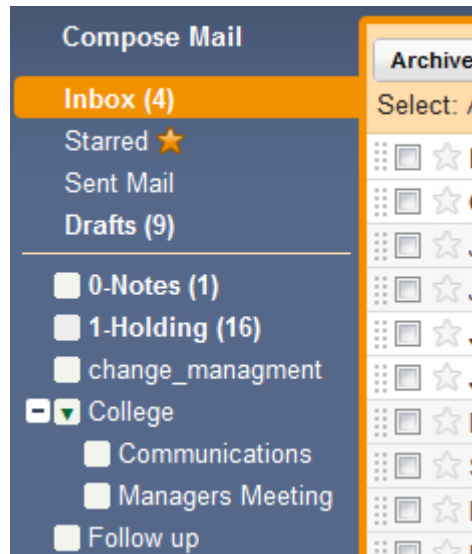 Compose Mail
Archive
Inbox (4)
Select:
Starred
Sent Mail
Drafts (9)
0-Notes (1)
1-Holding (16)
change_managment
College
Communications
Managers Meeting
Follow up